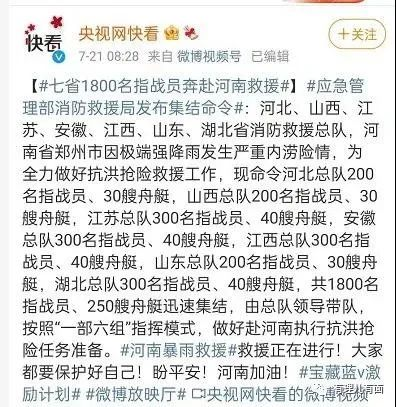 快看
央视网快看
+关注
7-21 08:28 来自 微博视频号 已编辑
【#七省1800名指战员奔赴河南救援#】#应急管
理部消防救援局发布集结命令#：河北、山西、江
苏、安徽、江西、山东、湖北省消防救援总队，河
南省郑州市因极端强降雨发生严重内涝险情，为
全力做好抗洪抢险救援工作，现命令河北总队200
名指战员、30艘舟艇，山西总队200名指战员、30
艘舟艇，江苏总队300名指战员、40艘舟艇，安徽
总队300名指战员、40艘舟艇，江西总队300名指
战员、40艘舟艇，山东总队200名指战员、30艘舟
艇，湖北总队300名指战员、40艘舟艇，共1800名
指战员、250艘舟艇迅速集结，由总队领导带队，
按照“一部六组”指挥模式，做好赴河南执行抗洪抢
险任务准备。#河南暴雨救援#救援正在进行！大家
都要保护好自己！盼平安！河南加油！#宝藏蓝v激
励计划# #微博放映厅# 央视网快看的微博视频